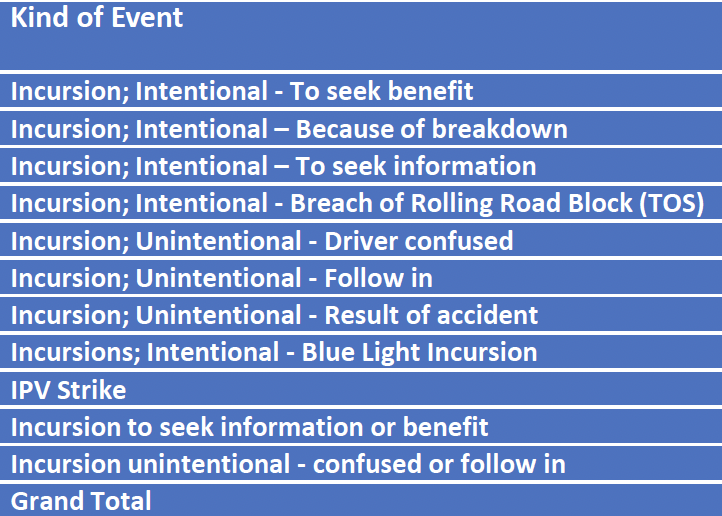 Kind of Event
Incursion; Intentional - To seek benefit
Incursion; Intentional – Because of breakdown
Incursion; Intentional – To seek information
Incursion; Intentional - Breach of Rolling Road Block (TOS)
Incursion; Unintentional - Driver confused
Incursion; Unintentional - Follow in
Incursion; Unintentional - Result of accident
Incursions; Intentional - Blue Light Incursion
IPV Strike
Incursion to seek information or benefit
Incursion unintentional - confused or follow in
Grand Total